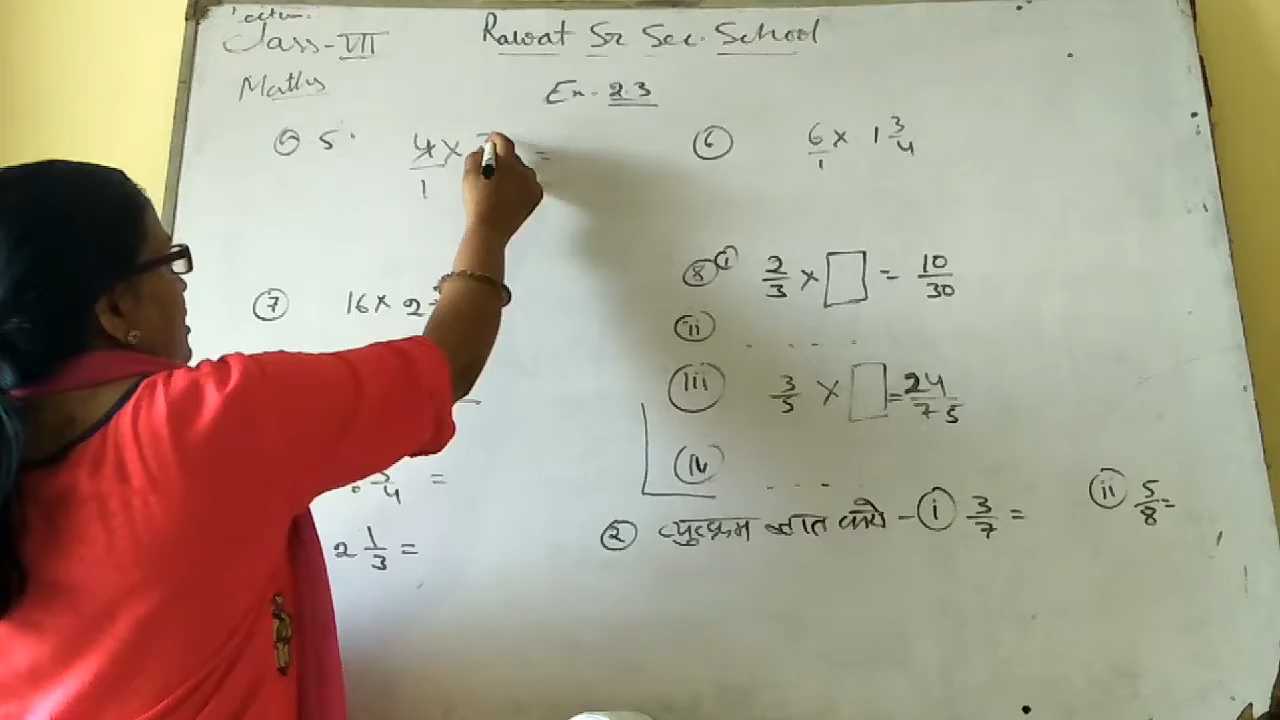 Class-VII Rawat Sr Sec. School
Maths
Ex. 2.3
Q 5. 4/1 × =
⑥ 6/1 × 1 3/4
⑦ 16 × 2
⑧ ⓘ 2/3 × □ = 10/30
ⓘⓘ . - . - .
ⓘⓘⓘ 3/5 × □ = 24/75
ⓘⓥ . - . - .
3/4 =
② व्युत्क्रम ज्ञात करो - ⓘ 3/7 = ⓘⓘ 5/8 =
2 1/3 =